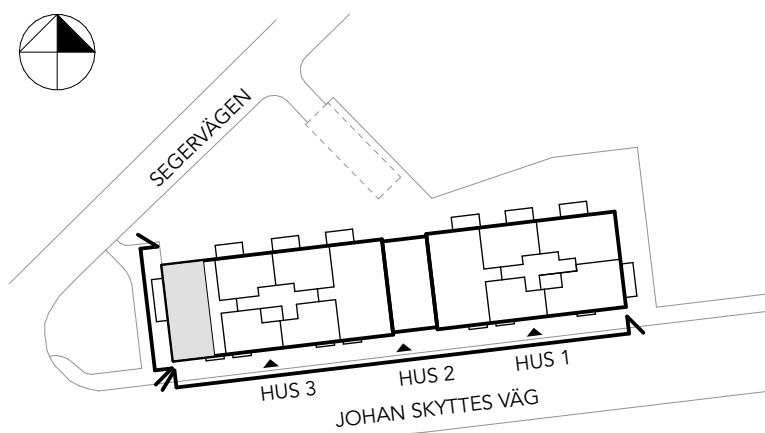 SEGERVÄGEN
HUS 3
HUS 2
HUS 1
JOHAN SKYTTES VÄG